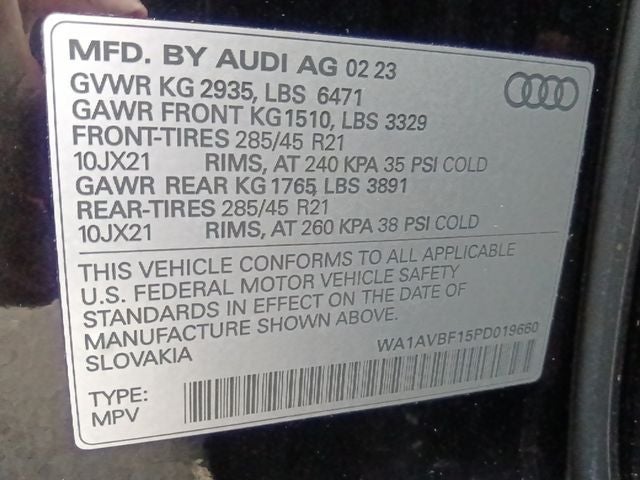 MFD. BY AUDI AG 02 23
GVWR KG 2935, LBS 6471
GAWR FRONT KG1510, LBS 3329
FRONT-TIRES 285/45 R21
10JX21 RIMS, AT 240 KPA 35 PSI COLD
GAWR REAR KG 1765, LBS 3891
REAR-TIRES 285/45 R21
10JX21 RIMS, AT 260 KPA 38 PSI COLD
THIS VEHICLE CONFORMS TO ALL APPLICABLE
U.S. FEDERAL MOTOR VEHICLE SAFETY
STANDARDS IN EFFECT ON THE DATE OF
MANUFACTURE SHOWN ABOVE.
SLOVAKIA WA1AVBF15PD019660
TYPE:
MPV